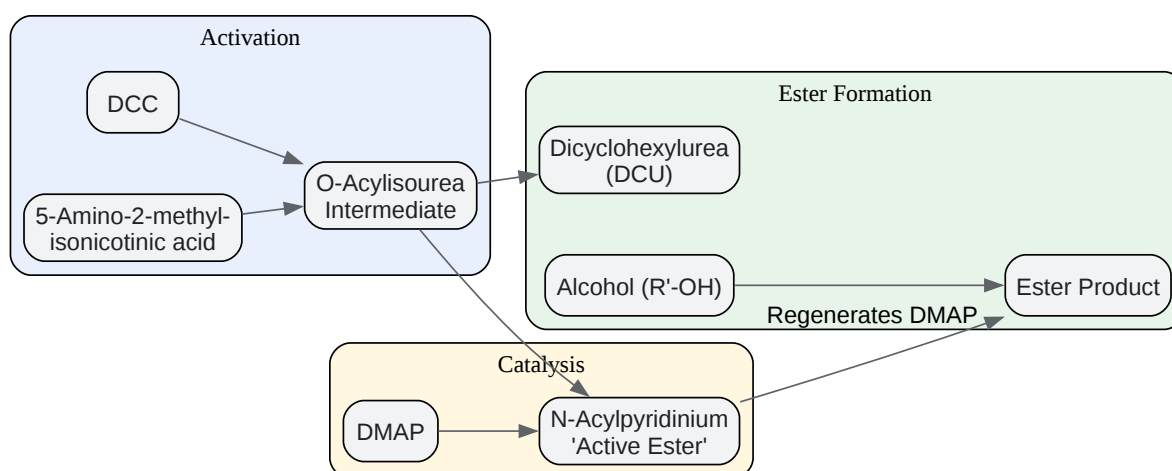 Activation
DCC
5-Amino-2-methyl-
isonicotinic acid
O-Acylisourea
Intermediate
Ester Formation
Dicyclohexylurea
(DCU)
Alcohol (R'-OH)
Ester Product
Regenerates DMAP
Catalysis
DMAP
N-Acylpyridinium
'Active Ester'